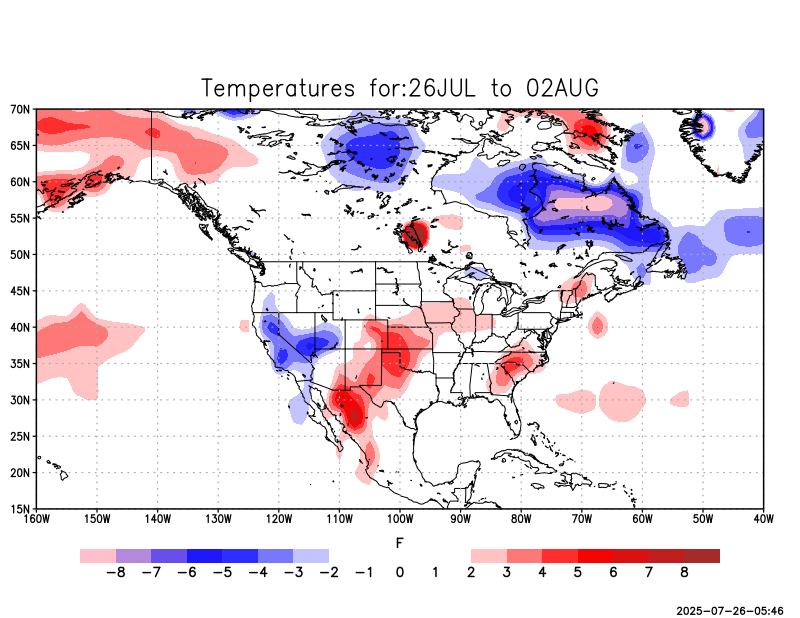 Temperatures for:26JUL to 02AUG
70N
65N
60N
55N
50N
45N
40N
35N
30N
25N
20N
15N
160W 150W 140W 130W 120W 110W 100W 90W 80W 70W 60W 50W 40W
F
-8 -7 -6 -5 -4 -3 -2 -1 0 1 2 3 4 5 6 7 8
2025-07-26-05:46